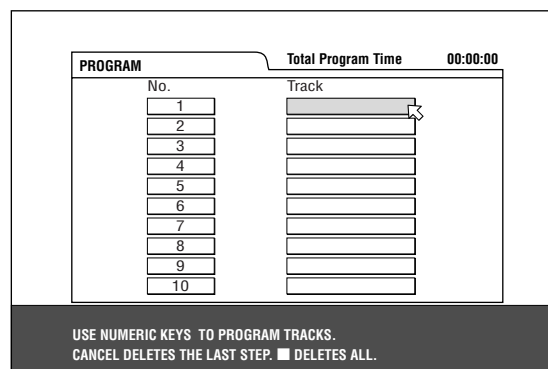 PROGRAM Total Program Time 00:00:00
No. Track
1
2
3
4
5
6
7
8
9
10
USE NUMERIC KEYS TO PROGRAM TRACKS.
CANCEL DELETES THE LAST STEP. ■ DELETES ALL.